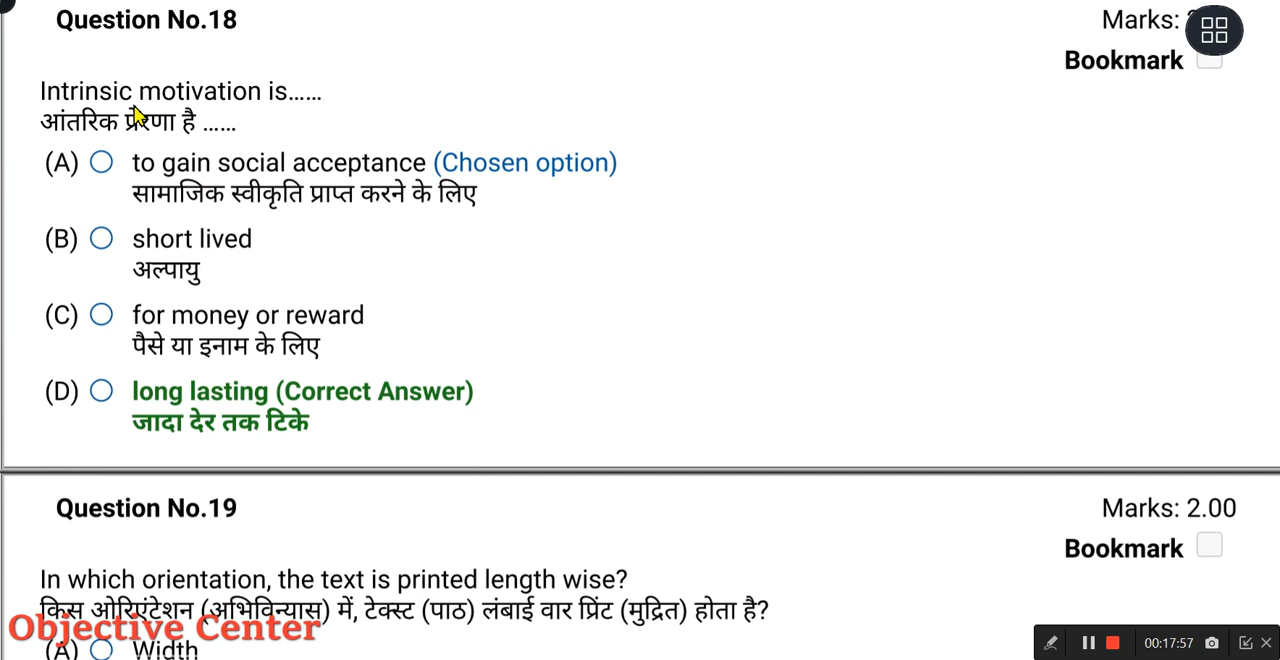 Question No.18
Marks:
Bookmark
Intrinsic motivation is......
आंतरिक प्रेरणा है ......
(A) to gain social acceptance (Chosen option)
सामाजिक स्वीकृति प्राप्त करने के लिए
(B) short lived
अल्पायु
(C) for money or reward
पैसे या इनाम के लिए
(D) long lasting (Correct Answer)
जादा देर तक टिके
Question No.19
Marks: 2.00
Bookmark
In which orientation, the text is printed length wise?
किस ओरिएंटेशन (अभिविन्यास) में, टेक्स्ट (पाठ) लंबाई वार प्रिंट (मुद्रित) होता है?
Objective Center
(A) Width
00:17:57